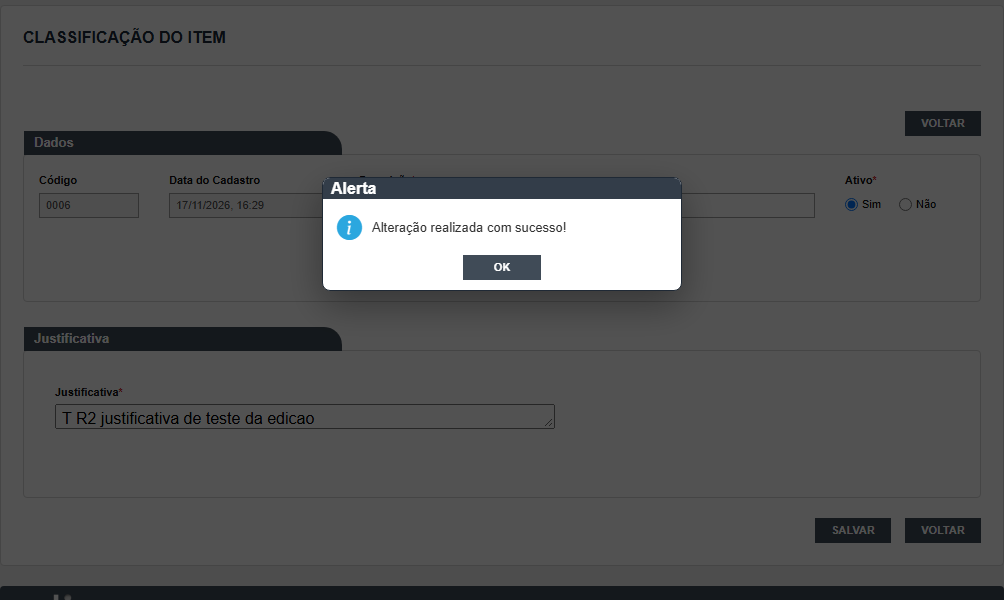 CLASSIFICAÇÃO DO ITEM
VOLTAR
Dados
Código
Data do Cadastro
Ativo*
0006
17/11/2026, 16:29
Sim
Não
Alerta
Alteração realizada com sucesso!
OK
Justificativa
Justificativa*
T R2 justificativa de teste da edicao
SALVAR
VOLTAR